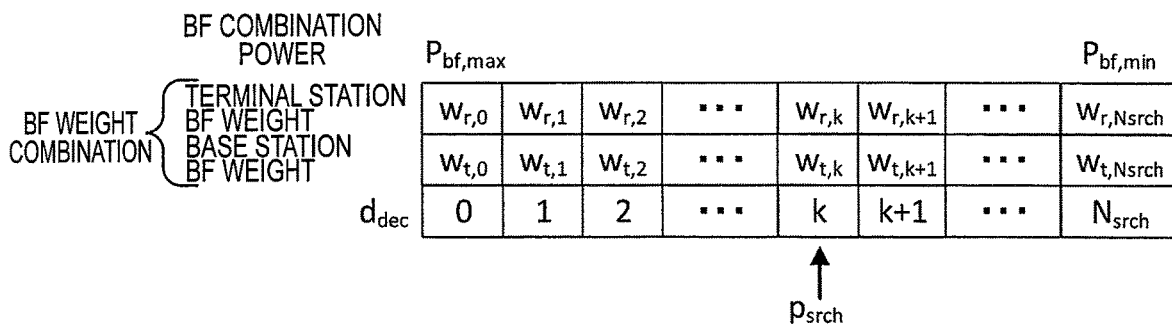 BF COMBINATION
POWER
P_bf,max P_bf,min
BF WEIGHT
COMBINATION
TERMINAL STATION
BF WEIGHT
BASE STATION
BF WEIGHT
w_r,0 w_r,1 w_r,2 ··· w_r,k w_r,k+1 ··· w_r,Nsrch
w_t,0 w_t,1 w_t,2 ··· w_t,k w_t,k+1 ··· w_t,Nsrch
d_dec 0 1 2 ··· k k+1 ··· N_srch
p_srch